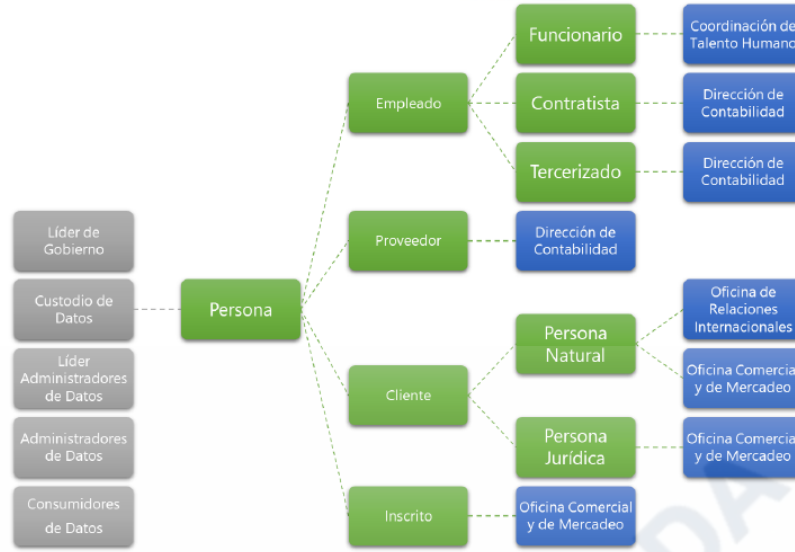 Líder de
Gobierno
Custodio de
Datos
Líder
Administradores
de Datos
Administradores
de Datos
Consumidores
de Datos
Persona
Empleado
Proveedor
Cliente
Inscrito
Funcionario
Contratista
Tercerizado
Dirección de
Contabilidad
Persona
Natural
Persona
Jurídica
Oficina Comercial
y de Mercadeo
Coordinación de
Talento Humano
Dirección de
Contabilidad
Dirección de
Contabilidad
Oficina de
Relaciones
Internacionales
Oficina Comercial
y de Mercadeo
Oficina Comercial
y de Mercadeo
DA